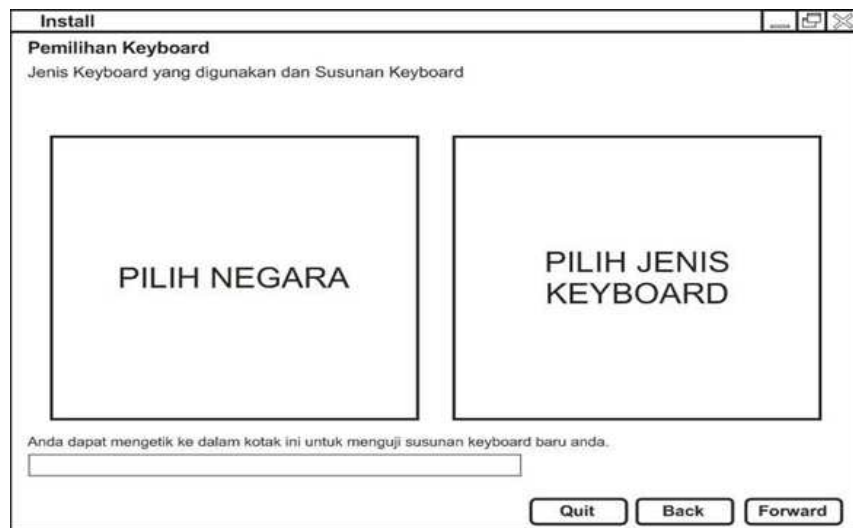 Install
Pemilihan Keyboard
Jenis Keyboard yang digunakan dan Susunan Keyboard
PILIH NEGARA
PILIH JENIS
KEYBOARD
Anda dapat mengetik ke dalam kotak ini untuk menguji susunan keyboard baru anda.
Quit Back Forward